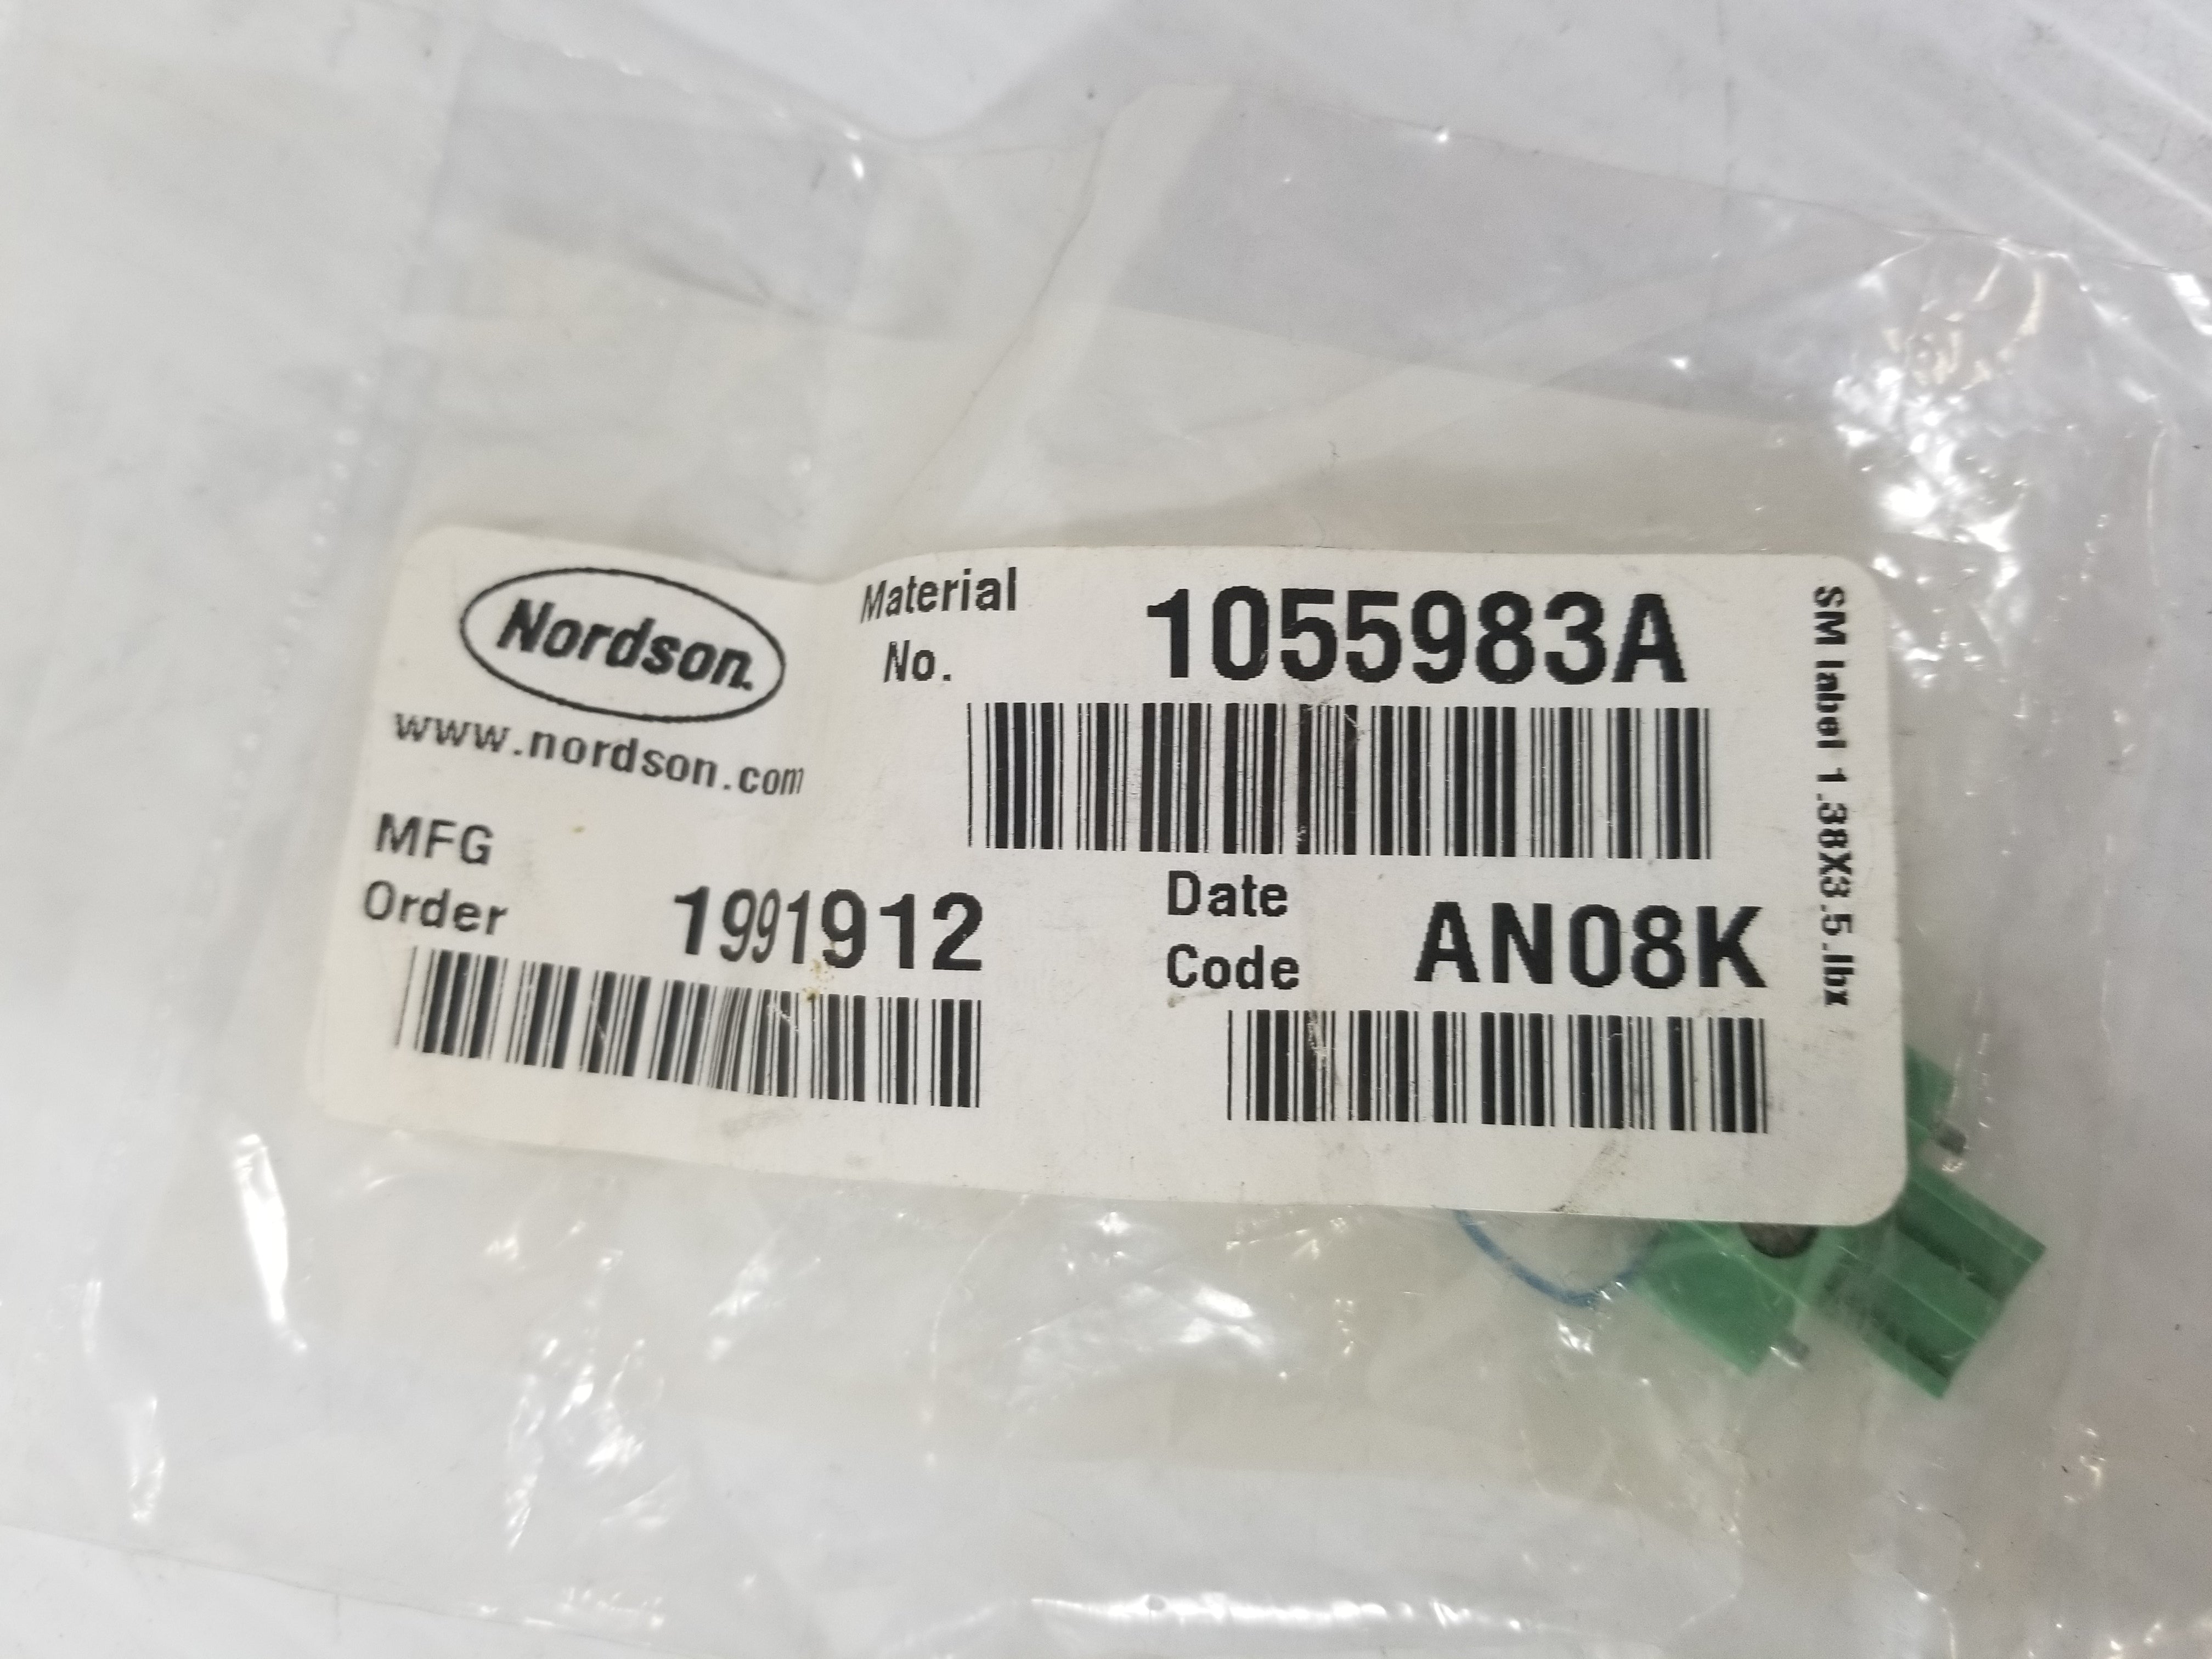 Nordson
www.nordson.com
Material
No.
1055983A
MFG
Order
1991912
Date
Code
AN08K
SM label 1.38X3.5.lbx